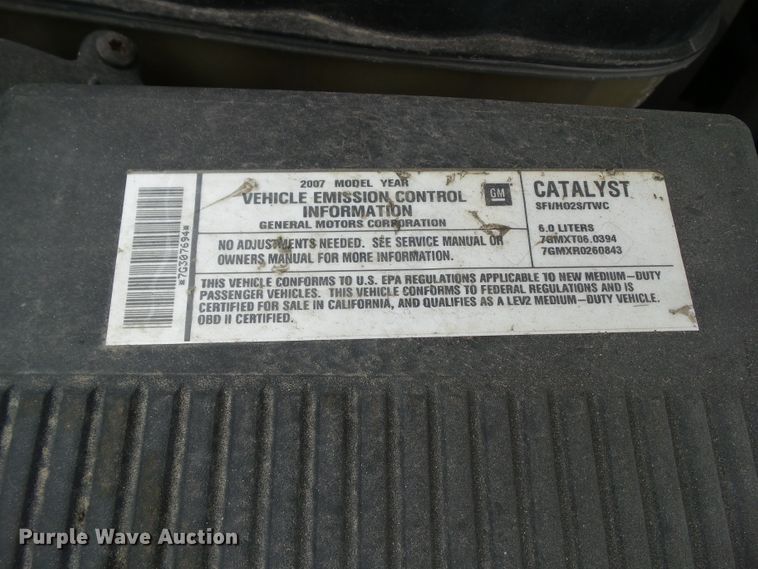 *7G307694*
2007 MODEL YEAR
VEHICLE EMISSION CONTROL
INFORMATION
GENERAL MOTORS CORPORATION
GM
NO ADJUSTMENTS NEEDED. SEE SERVICE MANUAL OR
OWNERS MANUAL FOR MORE INFORMATION.
CATALYST
SFI/HO2S/TWC
6.0 LITERS
7GMXT06.0394
7GMXR0260843
THIS VEHICLE CONFORMS TO U.S. EPA REGULATIONS APPLICABLE TO NEW MEDIUM-DUTY
PASSENGER VEHICLES. THIS VEHICLE CONFORMS TO FEDERAL REGULATIONS AND IS
CERTIFIED FOR SALE IN CALIFORNIA, AND QUALIFIES AS A LEV2 MEDIUM-DUTY VEHICLE.
OBD II CERTIFIED.
Purple Wave Auction